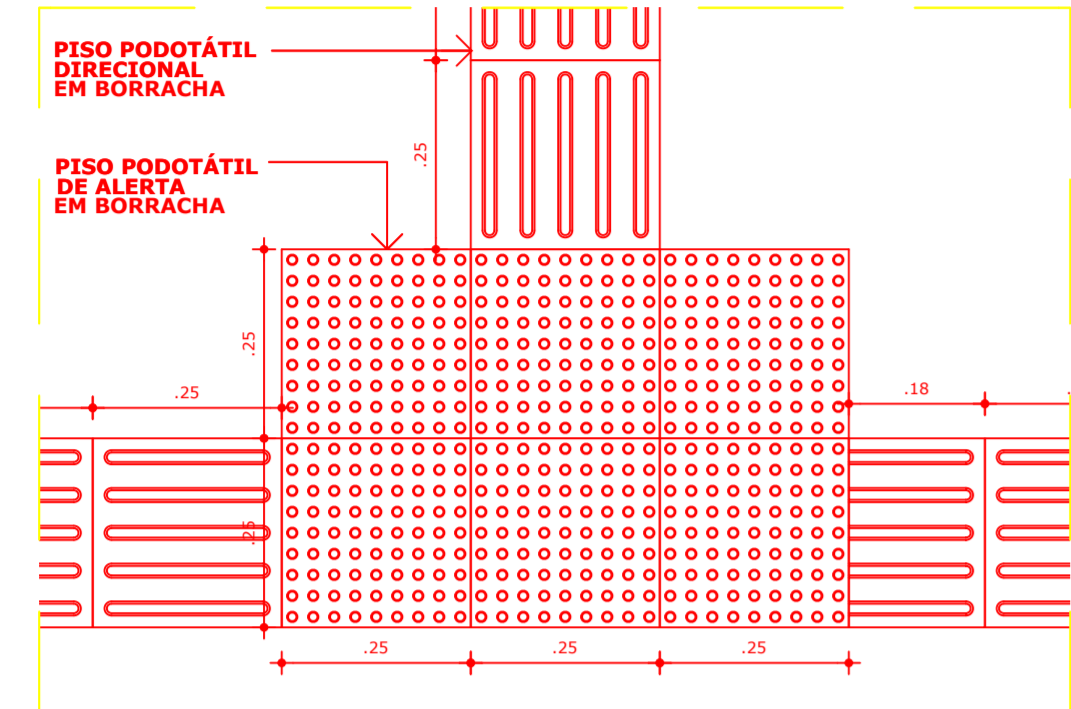 PISO PODOTÁTIL
DIRECIONAL
EM BORRACHA
.25
PISO PODOTÁTIL
DE ALERTA
EM BORRACHA
.25
.25
.18
.25
.25
.25
.25